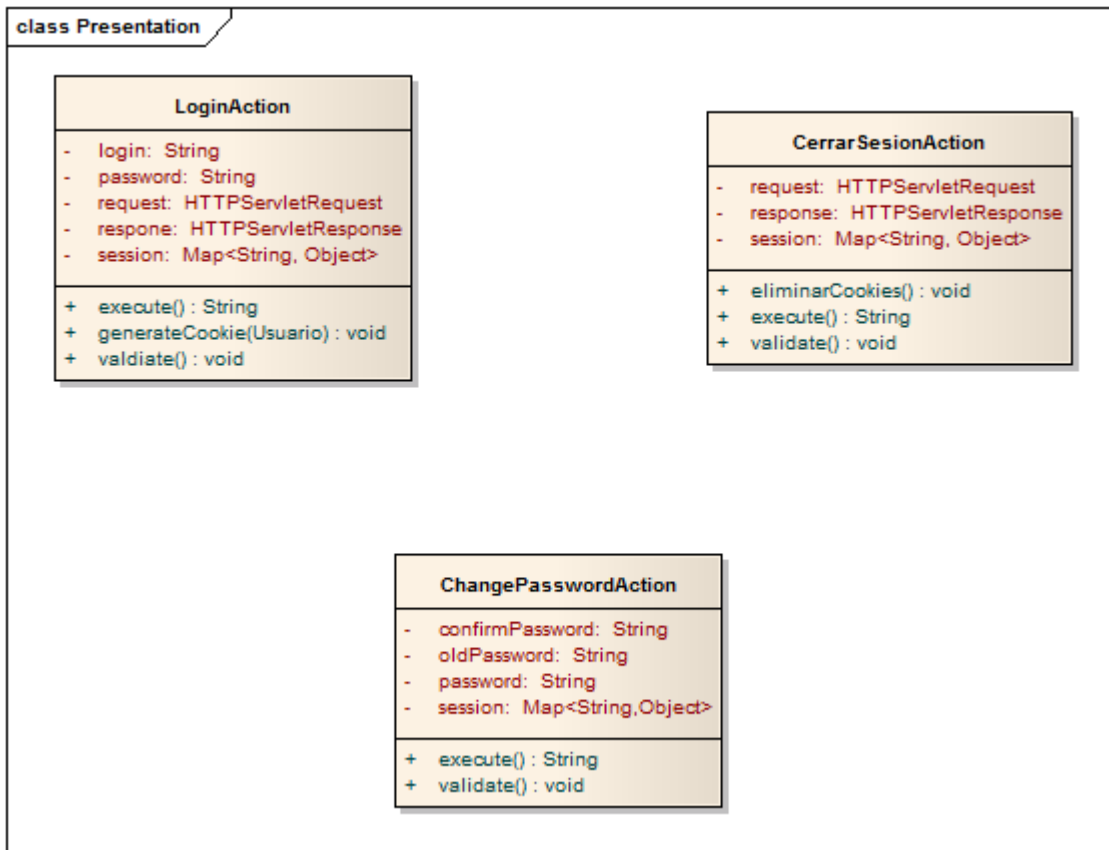 class Presentation
LoginAction
- login: String
- password: String
- request: HTTPServletRequest
- respone: HTTPServletResponse
- session: Map<String, Object>
+ execute() : String
+ generateCookie(Usuario) : void
+ valdiate() : void
CerrarSesionAction
- request: HTTPServletRequest
- response: HTTPServletResponse
- session: Map<String, Object>
+ eliminarCookies() : void
+ execute() : String
+ validate() : void
ChangePasswordAction
- confirmPassword: String
- oldPassword: String
- password: String
- session: Map<String,Object>
+ execute() : String
+ validate() : void